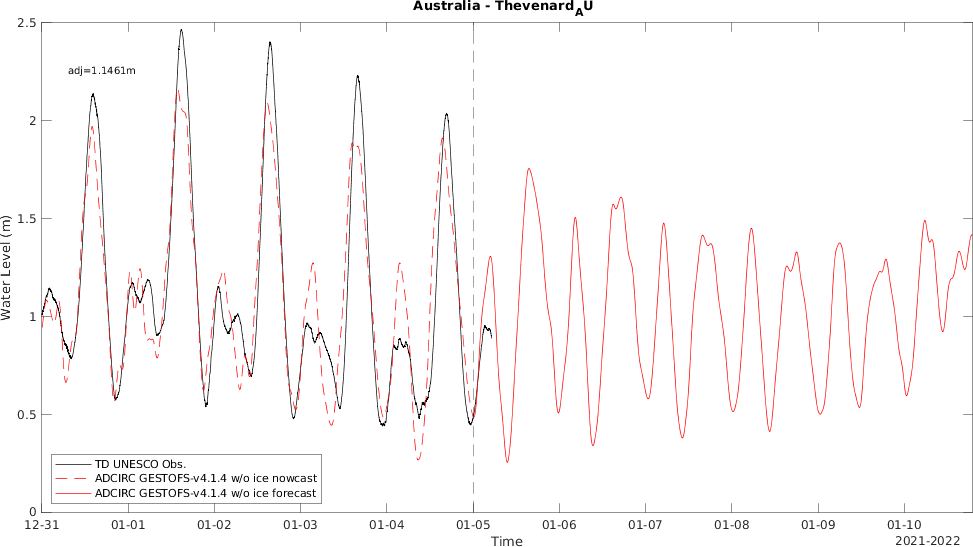 Australia - Thevenard_AU
2.5
adj=1.1461m
2
1.5
Water Level (m)
1
0.5
TD UNESCO Obs.
ADCIRC GESTOFS-v4.1.4 w/o ice nowcast
ADCIRC GESTOFS-v4.1.4 w/o ice forecast
0
12-31 01-01 01-02 01-03 01-04 01-05 01-06 01-07 01-08 01-09 01-10
Time
2021-2022